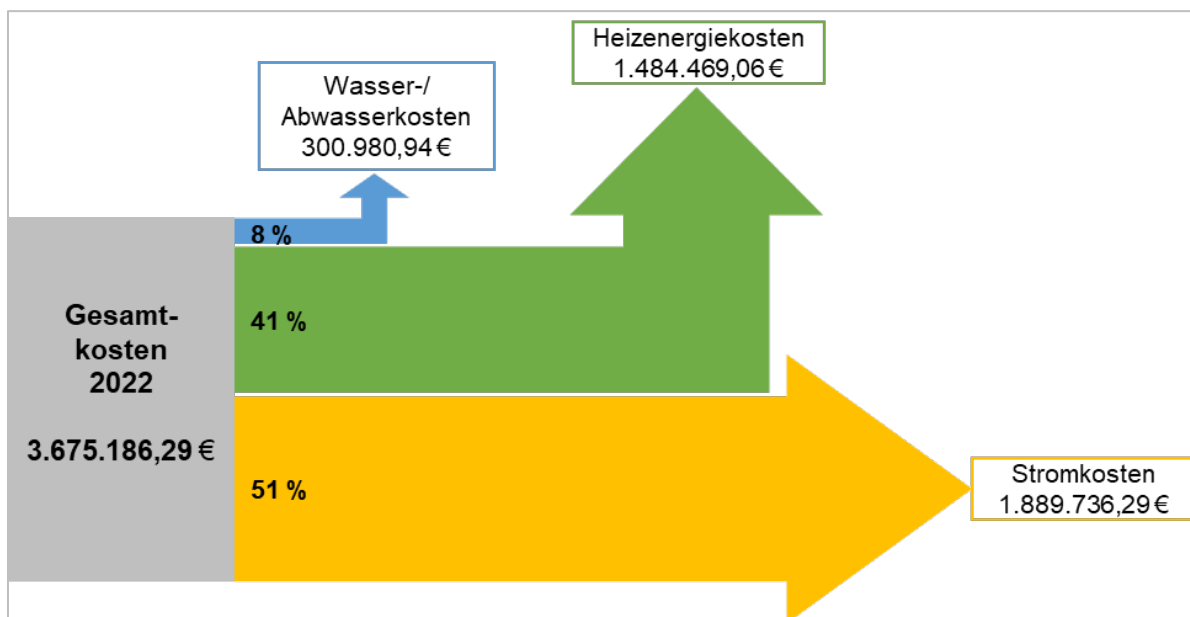 Heizenergiekosten
1.484.469,06 €
Wasser-/
Abwasserkosten
300.980,94 €
8 %
Gesamt-
kosten
2022
3.675.186,29 €
41 %
51 %
Stromkosten
1.889.736,29 €